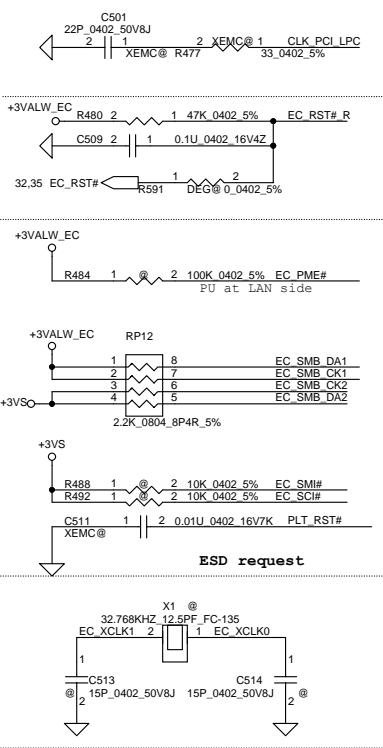 C501
22P_0402_50V8J
2 1 2 XEMC@ 1 CLK_PCI_LPC
XEMC@ R477 33_0402_5%
+3VALW_EC
R480 2 1 47K_0402_5% EC_RST#_R
C509 2 1 0.1U_0402_16V4Z
32,35 EC_RST# 1 2
R591 DEG@ 0_0402_5%
+3VALW_EC
R484 1 @ 2 100K_0402_5% EC_PME#
PU at LAN side
+3VALW_EC RP12
1 8 EC_SMB_DA1
2 7 EC_SMB_CK1
3 6 EC_SMB_CK2
+3VS 4 5 EC_SMB_DA2
2.2K_0804_8P4R_5%
+3VS
R488 1 @ 2 10K_0402_5% EC_SMI#
R492 1 @ 2 10K_0402_5% EC_SCI#
C511 1 2 0.01U_0402_16V7K PLT_RST#
XEMC@
ESD request
X1 @
32.768KHZ_12.5PF_FC-135
EC_XCLK1 2 1 EC_XCLK0
1 1
C513 C514
@ 15P_0402_50V8J 15P_0402_50V8J @
2 2